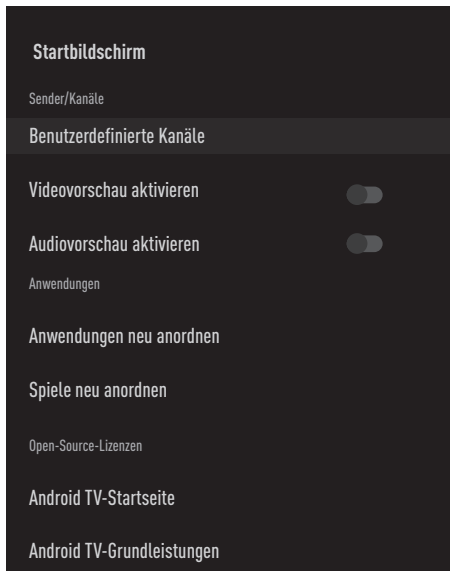 Startbildschirm
Sender/Kanäle
Benutzerdefinierte Kanäle
Videovorschau aktivieren
Audiovorschau aktivieren
Anwendungen
Anwendungen neu anordnen
Spiele neu anordnen
Open-Source-Lizenzen
Android TV-Startseite
Android TV-Grundleistungen